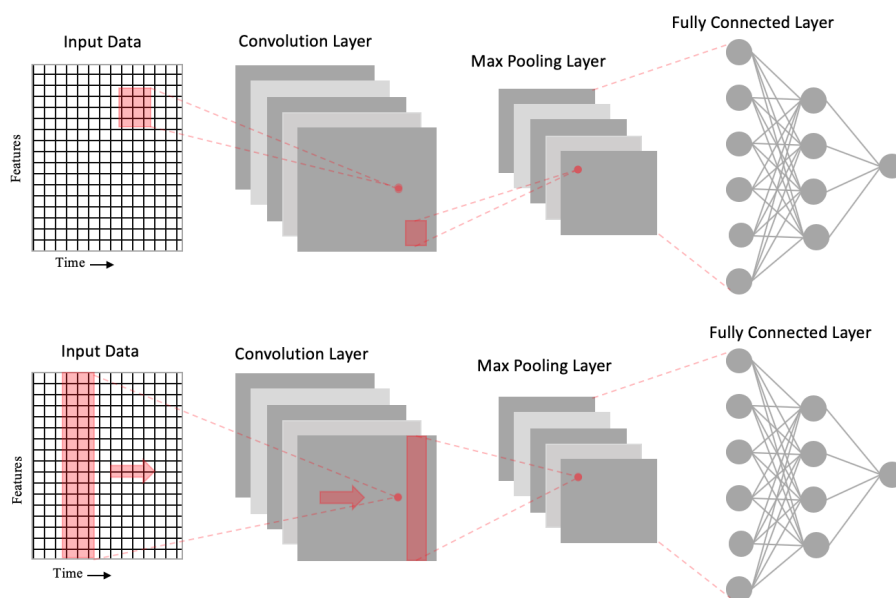 Fully Connected Layer
Input Data
Convolution Layer
Max Pooling Layer
Features
Time
Fully Connected Layer
Input Data
Convolution Layer
Max Pooling Layer
Features
Time